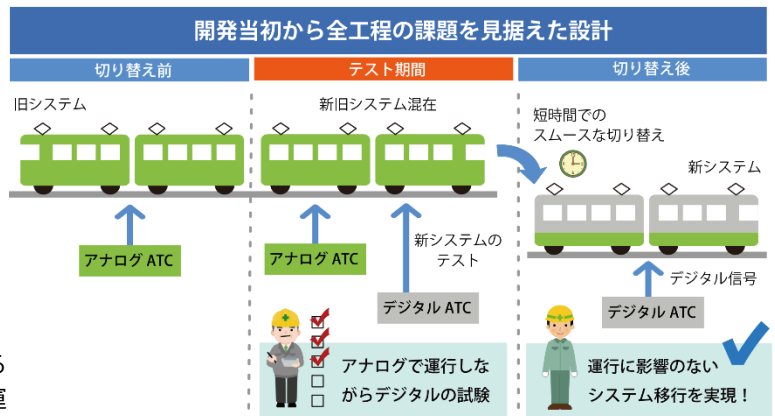 開発当初から全工程の課題を見据えた設計
切り替え前
テスト期間
切り替え後
旧システム
新旧システム混在
短時間での
スムースな切り替え
新システム
アナログ ATC
アナログ ATC
新システムの
テスト
デジタル ATC
デジタル信号
デジタル ATC
アナログで運行しな
がらデジタルの試験
運行に影響のない
システム移行を実現！
る
運